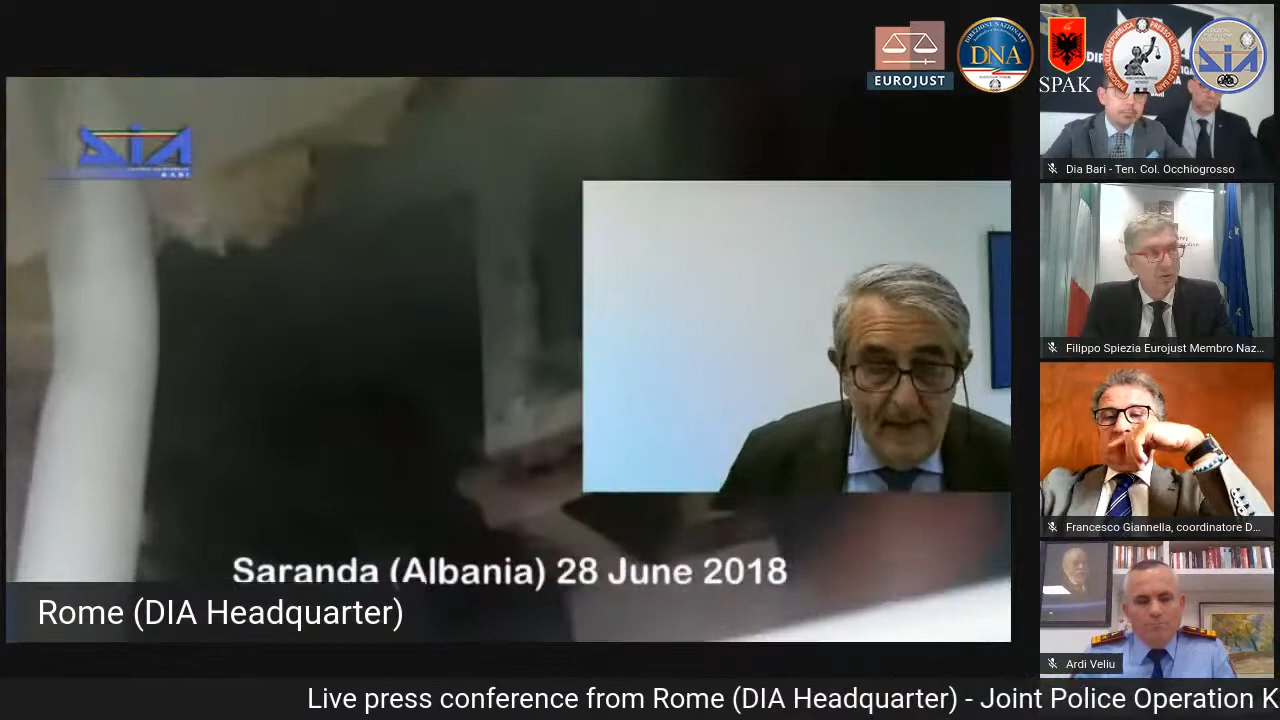 EUROJUST
DNA
SPAK
DIA
BARI
Dia Bari - Ten. Col. Occhiogrosso
Filippo Spiezia Eurojust Membro Naz...
Francesco Giannella, coordinatore D...
Saranda (Albania) 28 June 2018
Rome (DIA Headquarter)
Ardi Veliu
Live press conference from Rome (DIA Headquarter) - Joint Police Operation K